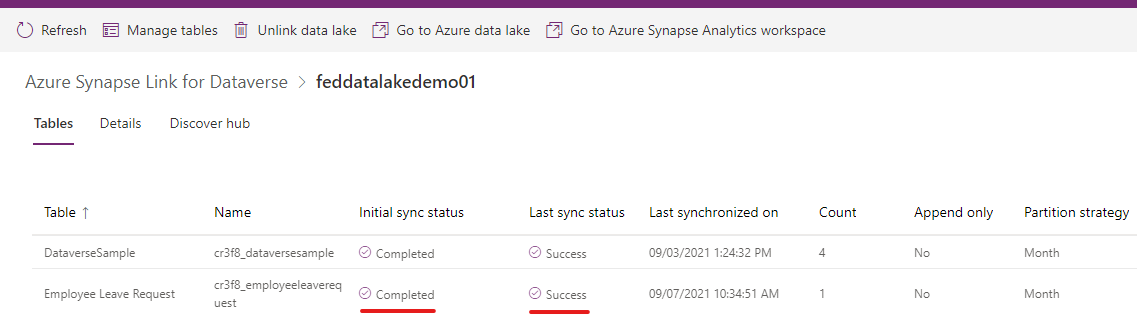 Refresh Manage tables Unlink data lake Go to Azure data lake Go to Azure Synapse Analytics workspace
Azure Synapse Link for Dataverse > feddatalakedemo01
Tables Details Discover hub
Table ↑ Name Initial sync status Last sync status Last synchronized on Count Append only Partition strategy
DataverseSample cr3f8_dataversesample Completed Success 09/03/2021 1:24:32 PM 4 No Month
Employee Leave Request cr3f8_employeeleavereq Completed Success 09/07/2021 10:34:51 AM 1 No Month
uest